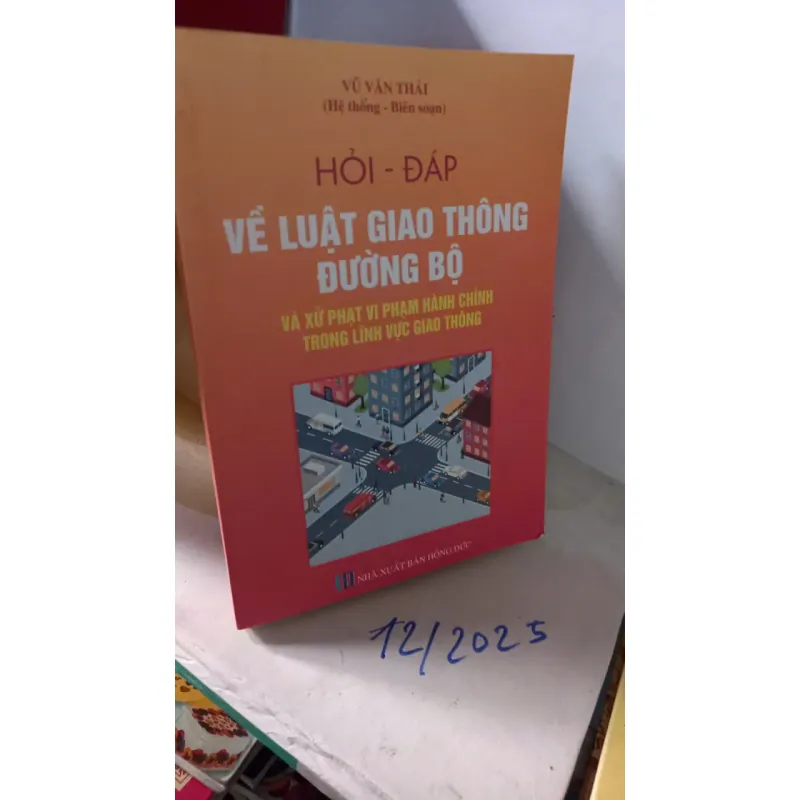 VŨ VĂN THÁI
(Hệ thống - Biên soạn)
HỎI - ĐÁP
VỀ LUẬT GIAO THÔNG
ĐƯỜNG BỘ
VÀ XỬ PHẠT VI PHẠM HÀNH CHÍNH
TRONG LĨNH VỰC GIAO THÔNG
NHÀ XUẤT BẢN HỒNG ĐỨC
12/2025